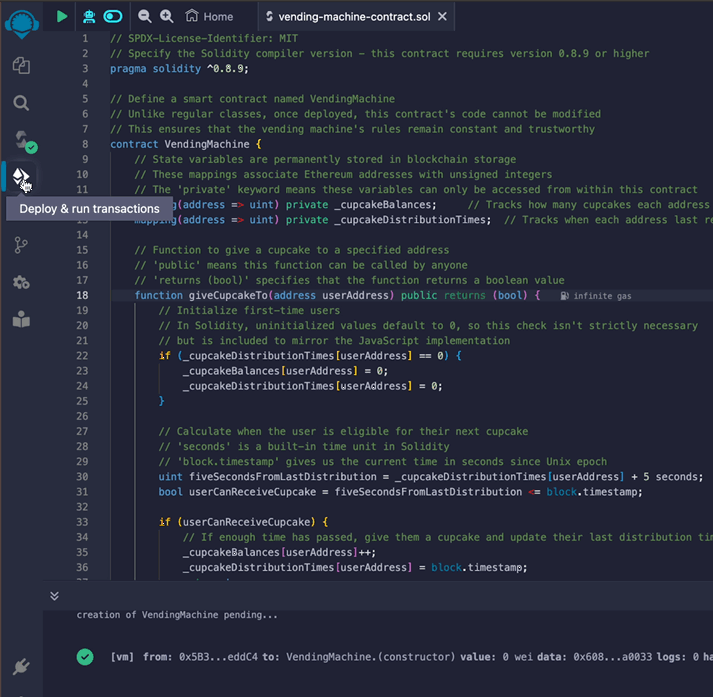 Home
vending-machine-contract.sol
1 // SPDX-License-Identifier: MIT
2 // Specify the Solidity compiler version - this contract requires version 0.8.9 or higher
3 pragma solidity ^0.8.9;
4
5 // Define a smart contract named VendingMachine
6 // Unlike regular classes, once deployed, this contract's code cannot be modified
7 // This ensures that the vending machine's rules remain constant and trustworthy
8 contract VendingMachine {
9 // State variables are permanently stored in blockchain storage
10 // These mappings associate Ethereum addresses with unsigned integers
11 // The 'private' keyword means these variables can only be accessed from within this contract
Deploy & run transactions
(address => uint) private _cupcakeBalances; // Tracks how many cupcakes each address
mapping(address => uint) private _cupcakeDistributionTimes; // Tracks when each address last re
14
15 // Function to give a cupcake to a specified address
16 // 'public' means this function can be called by anyone
17 // 'returns (bool)' specifies that the function returns a boolean value
18 function giveCupcakeTo(address userAddress) public returns (bool) { infinite gas
19 // Initialize first-time users
20 // In Solidity, uninitialized values default to 0, so this check isn't strictly necessary
21 // but is included to mirror the JavaScript implementation
22 if (_cupcakeDistributionTimes[userAddress] == 0) {
23 _cupcakeBalances[userAddress] = 0;
24 _cupcakeDistributionTimes[userAddress] = 0;
25 }
26
27 // Calculate when the user is eligible for their next cupcake
28 // 'seconds' is a built-in time unit in Solidity
29 // 'block.timestamp' gives us the current time in seconds since Unix epoch
30 uint fiveSecondsFromLastDistribution = _cupcakeDistributionTimes[userAddress] + 5 seconds;
31 bool userCanReceiveCupcake = fiveSecondsFromLastDistribution <= block.timestamp;
32
33 if (userCanReceiveCupcake) {
34 // If enough time has passed, give them a cupcake and update their last distribution tim
35 _cupcakeBalances[userAddress]++;
36 _cupcakeDistributionTimes[userAddress] = block.timestamp;
creation of VendingMachine pending...
[vm] from: 0x5B3...eddC4 to: VendingMachine.(constructor) value: 0 wei data: 0x608...a0033 logs: 0 ha